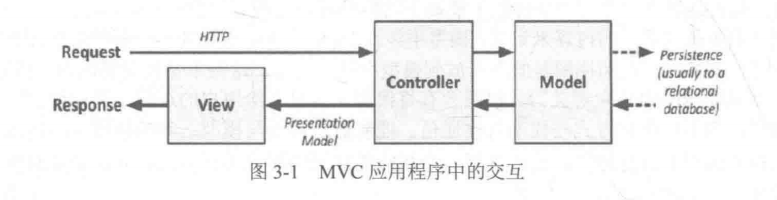 Request
HTTP
Controller
Model
Persistence
(usually to a
relational
database)
Response
View
Presentation
Model
图 3-1 MVC 应用程序中的交互